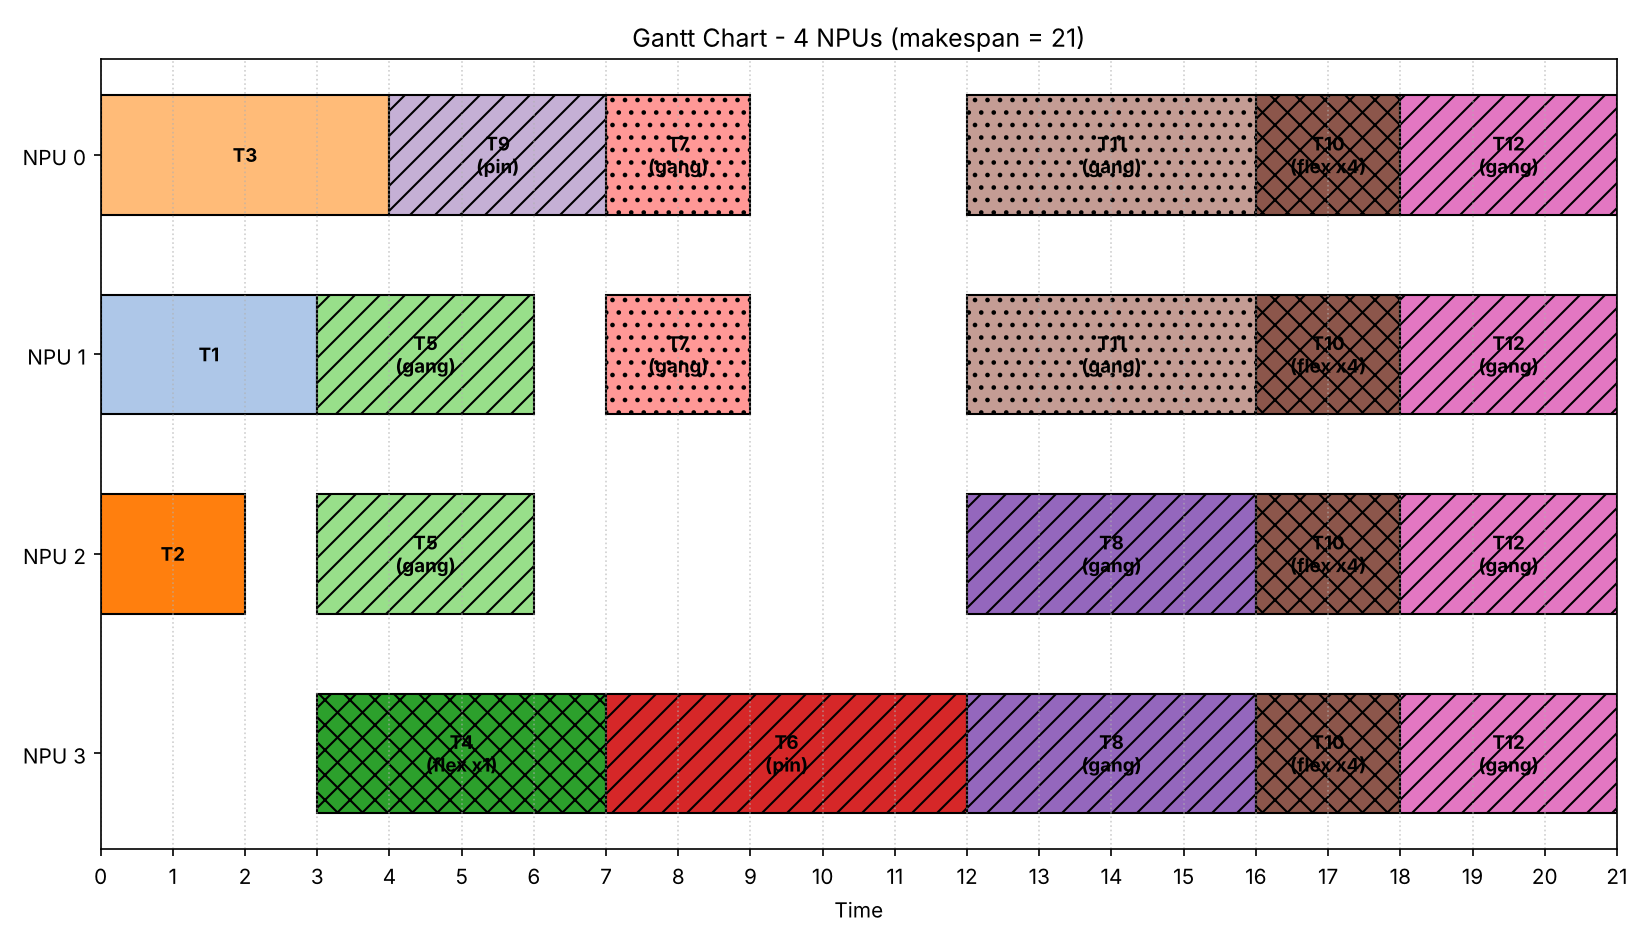 Gantt Chart - 4 NPUs (makespan = 21)
NPU 0
T3
T9
(pin)
T7
(gang)
T11
(gang)
T10
(flex x4)
T12
(gang)
NPU 1
T1
T5
(gang)
T7
(gang)
T11
(gang)
T10
(flex x4)
T12
(gang)
NPU 2
T2
T5
(gang)
T8
(gang)
T10
(flex x4)
T12
(gang)
NPU 3
T4
(flex x1)
T6
(pin)
T8
(gang)
T10
(flex x4)
T12
(gang)
0 1 2 3 4 5 6 7 8 9 10 11 12 13 14 15 16 17 18 19 20 21
Time